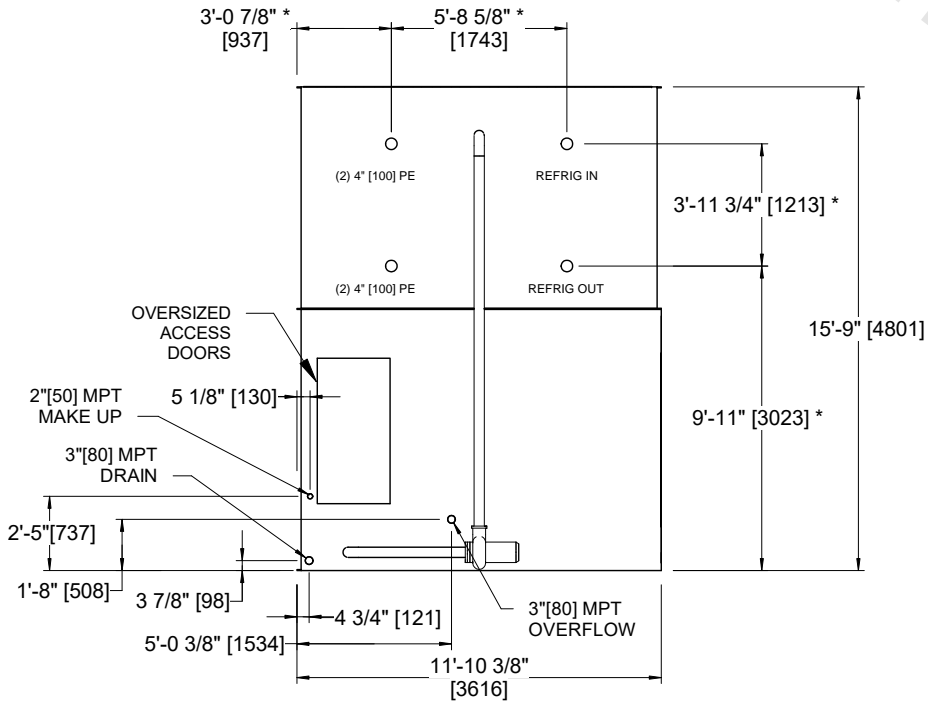 3'-0 7/8" *
[937]
5'-8 5/8" *
[1743]
(2) 4" [100] PE
REFRIG IN
3'-11 3/4" [1213] *
(2) 4" [100] PE
REFRIG OUT
OVERSIZED
ACCESS
DOORS
15'-9" [4801]
5 1/8" [130]
2"[50] MPT
MAKE UP
9'-11" [3023] *
3"[80] MPT
DRAIN
2'-5"[737]
1'-8" [508]
3 7/8" [98]
4 3/4" [121]
3"[80] MPT
OVERFLOW
5'-0 3/8" [1534]
11'-10 3/8"
[3616]